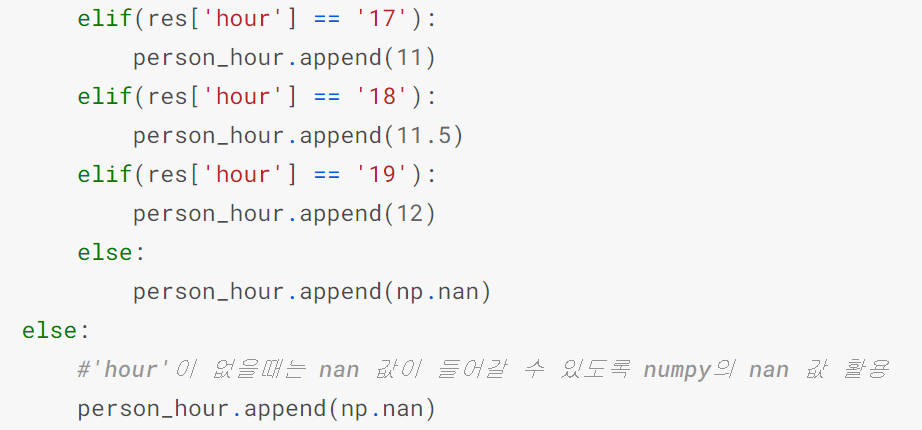 elif(res['hour'] == '17'):
person_hour.append(11)
elif(res['hour'] == '18'):
person_hour.append(11.5)
elif(res['hour'] == '19'):
person_hour.append(12)
else:
person_hour.append(np.nan)
else:
#'hour'이 없을때는 nan 값이 들어갈 수 있도록 numpy의 nan 값 활용
person_hour.append(np.nan)